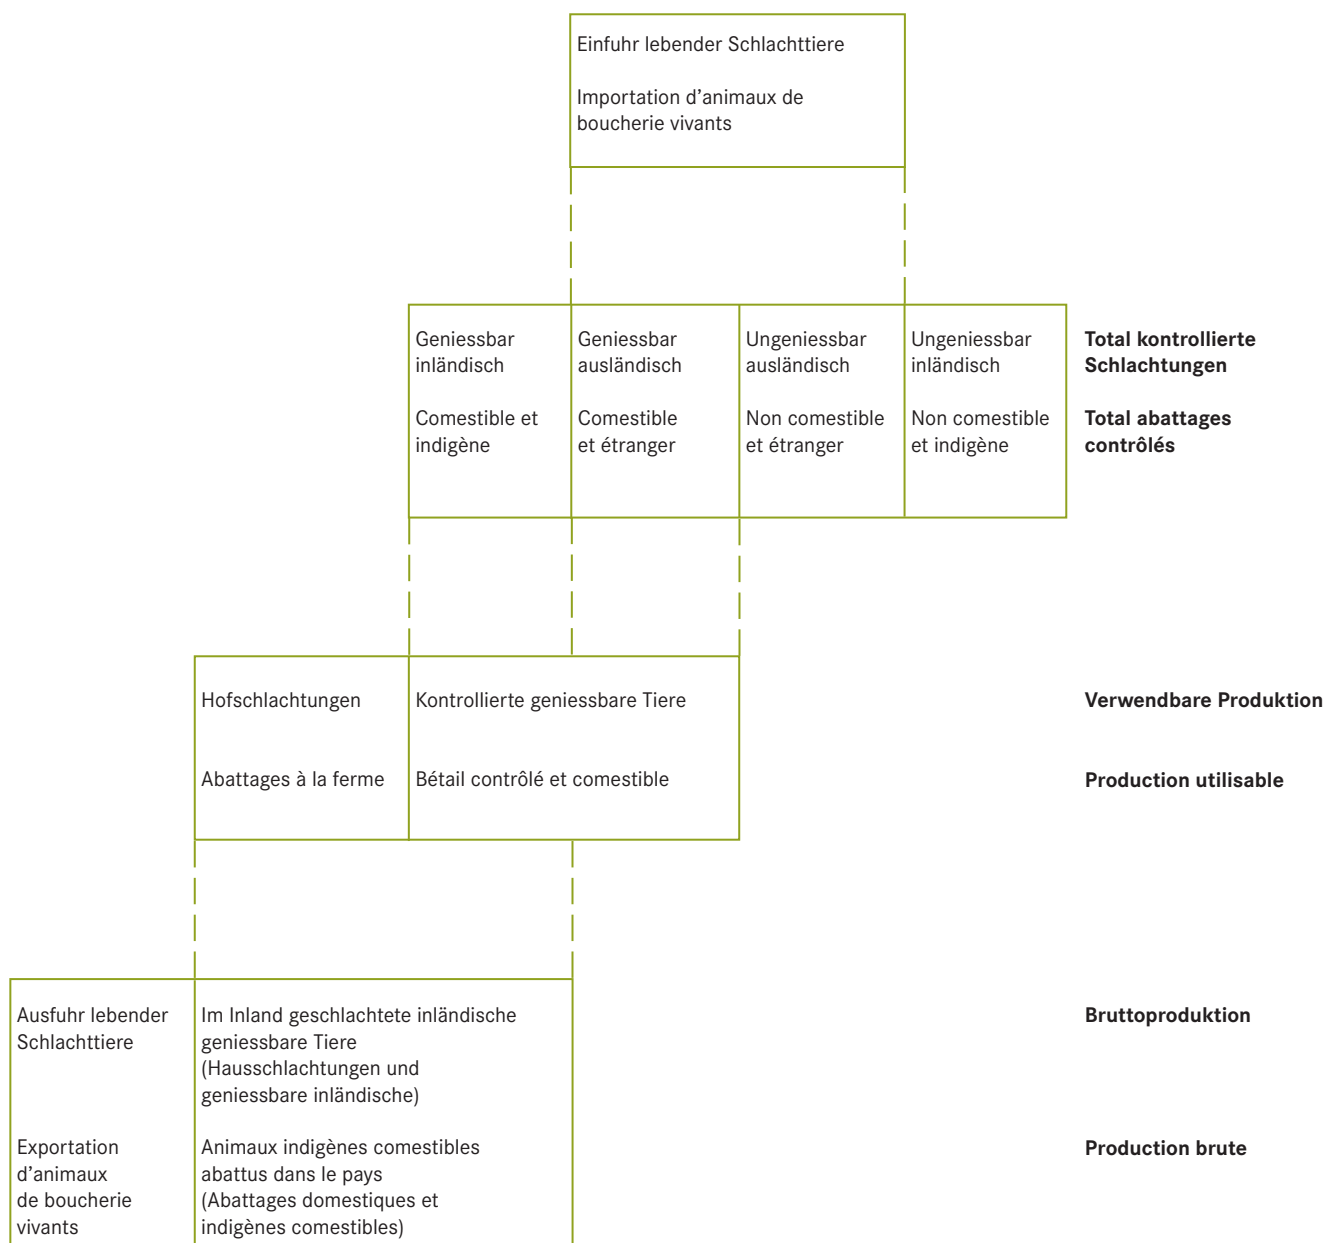 Einfuhr lebender Schlachttiere
Importation d’animaux de
boucherie vivants
Geniessbar
inländisch
Comestible et
indigène
Geniessbar
ausländisch
Comestible
et étranger
Ungeniessbar
ausländisch
Non comestible
et étranger
Ungeniessbar
inländisch
Non comestible
et indigène
Total kontrollierte
Schlachtungen
Total abattages
contrôlés
Hofschlachtungen
Abattages à la ferme
Kontrollierte geniessbare Tiere
Bétail contrôlé et comestible
Verwendbare Produktion
Production utilisable
Ausfuhr lebender
Schlachttiere
Exportation
d’animaux
de boucherie
vivants
Im Inland geschlachtete inländische
geniessbare Tiere
(Hausschlachtungen und
geniessbare inländische)
Animaux indigènes comestibles
abattus dans le pays
(Abattages domestiques et
indigènes comestibles)
Bruttoproduktion
Production brute